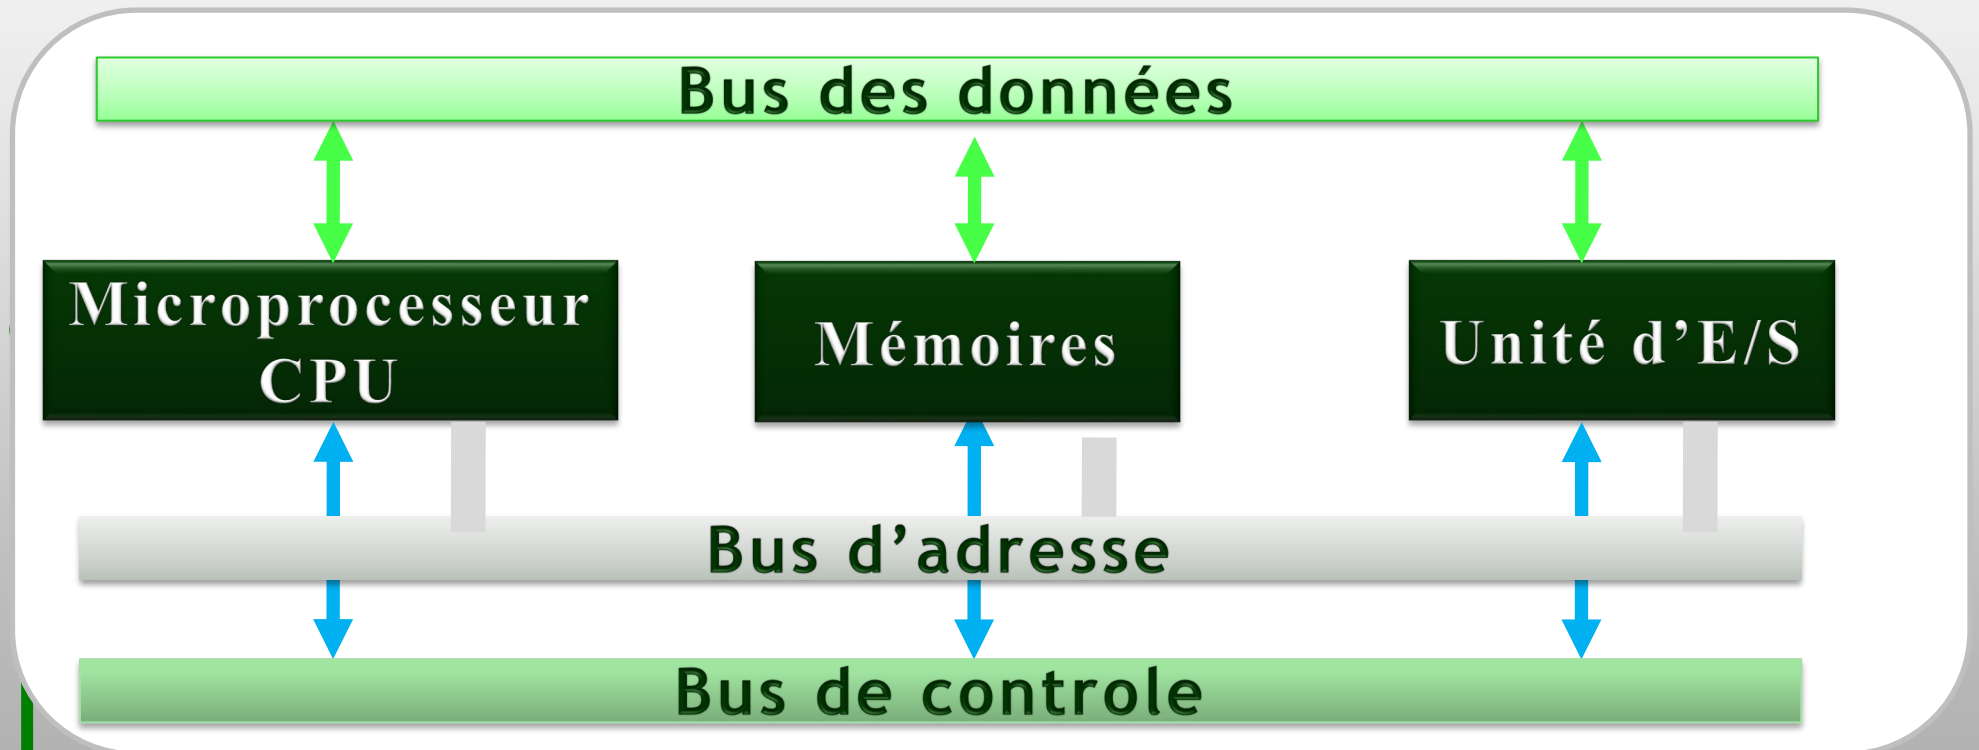 Bus des données
Microprocesseur
CPU
Mémoires
Unité d’E/S
Bus d’adresse
Bus de controle